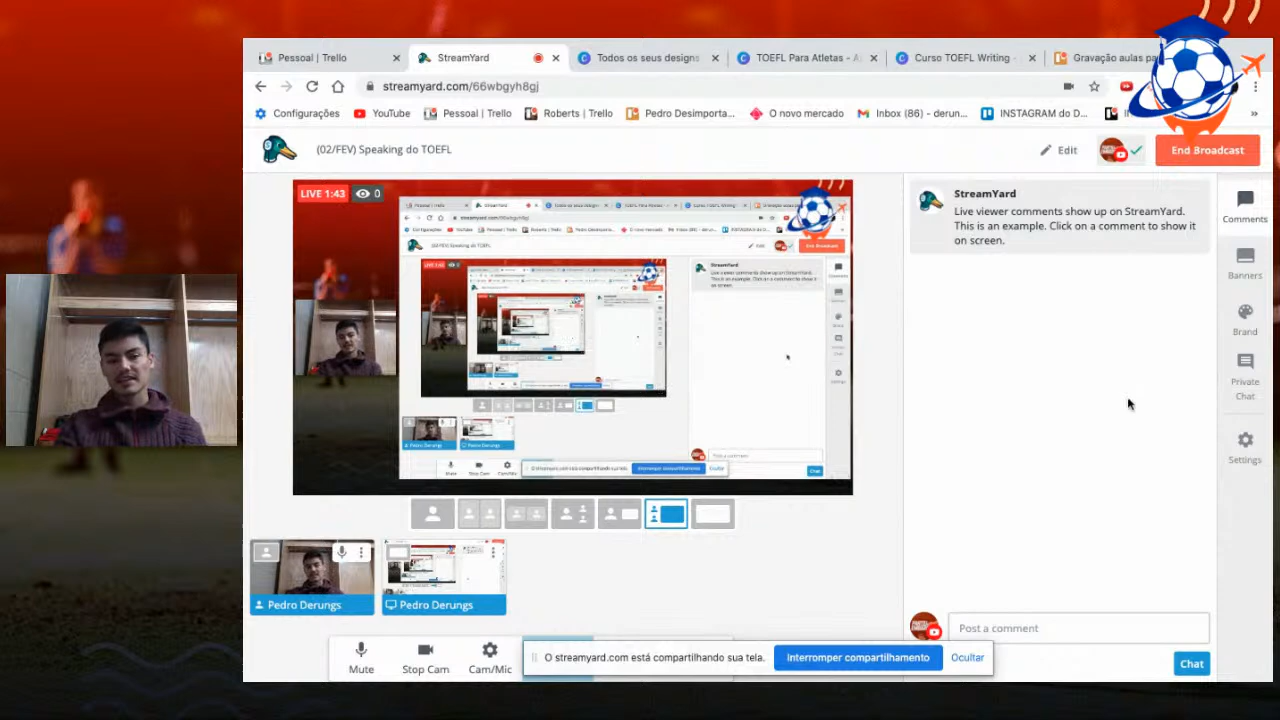 Pessoal | Trello
StreamYard
Todos os seus designs
TOEFL Para Atletas - A
Curso TOEFL Writing -
Gravação aulas pa
streamyard.com/66wbgyh8gj
Configurações
YouTube
Pessoal | Trello
Roberts | Trello
Pedro Desimporta...
O novo mercado
Inbox (86) - derun...
INSTAGRAM do D...
»
(02/FEV) Speaking do TOEFL
Edit
End Broadcast
LIVE 1:43
0
StreamYard
Live viewer comments show up on StreamYard.
This is an example. Click on a comment to show it
on screen.
Comments
Banners
Brand
Private
Chat
Settings
Pedro Derungs
Pedro Derungs
Post a comment
Chat
Mute
Stop Cam
Cam/Mic
O streamyard.com está compartilhando sua tela.
Interromper compartilhamento
Ocultar